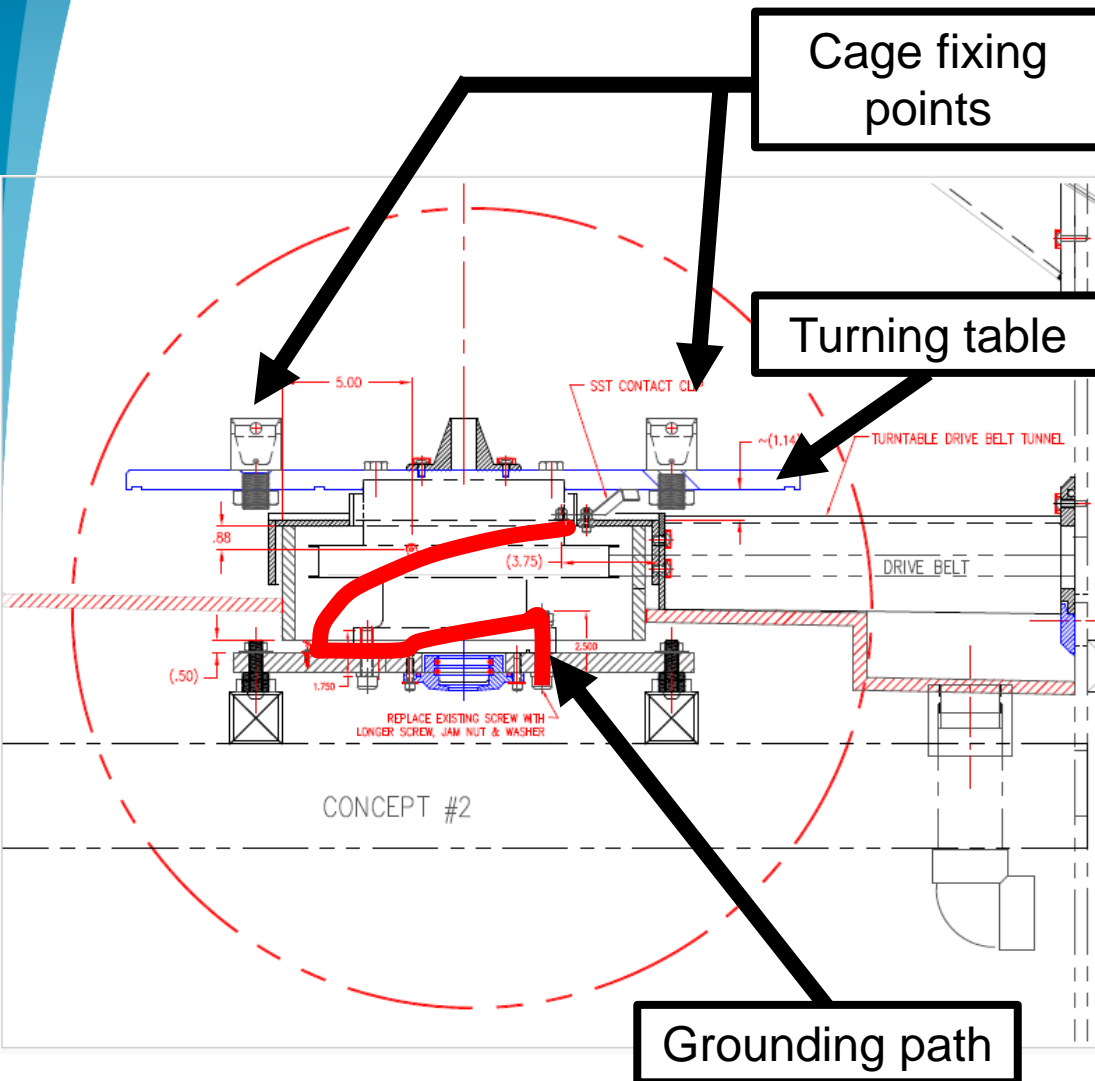 Cage fixing
points
Turning table
5.00
SST CONTACT CLIP
~(1.14)
TURNTABLE DRIVE BELT TUNNEL
.88
(3.75)
DRIVE BELT
2.500
(.50)
1.750
REPLACE EXISTING SCREW WITH
LONGER SCREW, JAM NUT & WASHER
CONCEPT #2
Grounding path